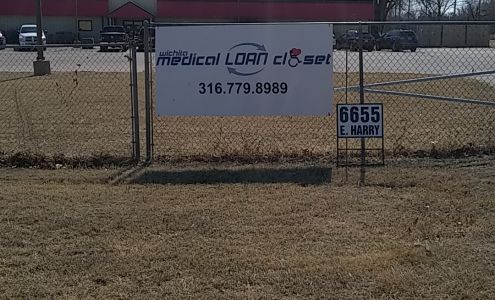 wichita
medical LOAN closet
316.779.8989
6655
E. HARRY